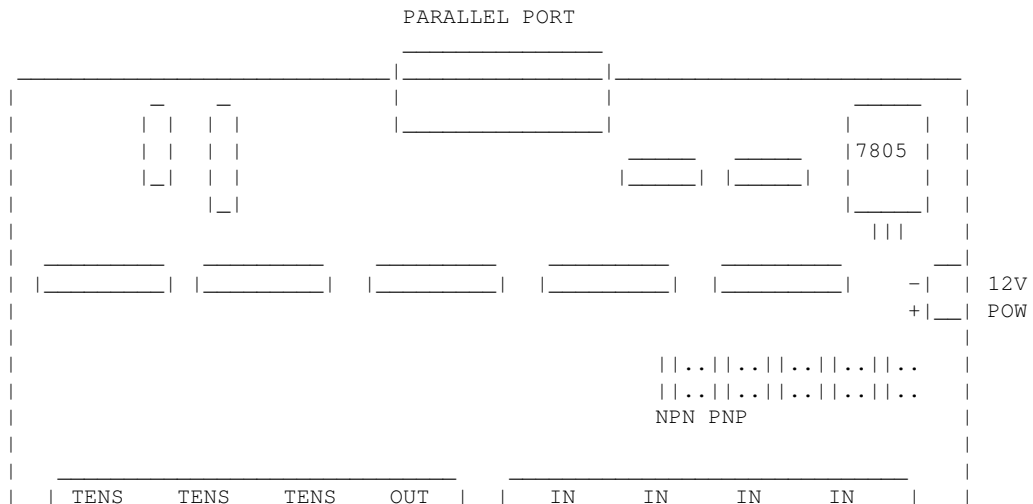 PARALLEL PORT
7805
- 12V
+ POW
NPN PNP
TENS TENS TENS OUT IN IN IN IN